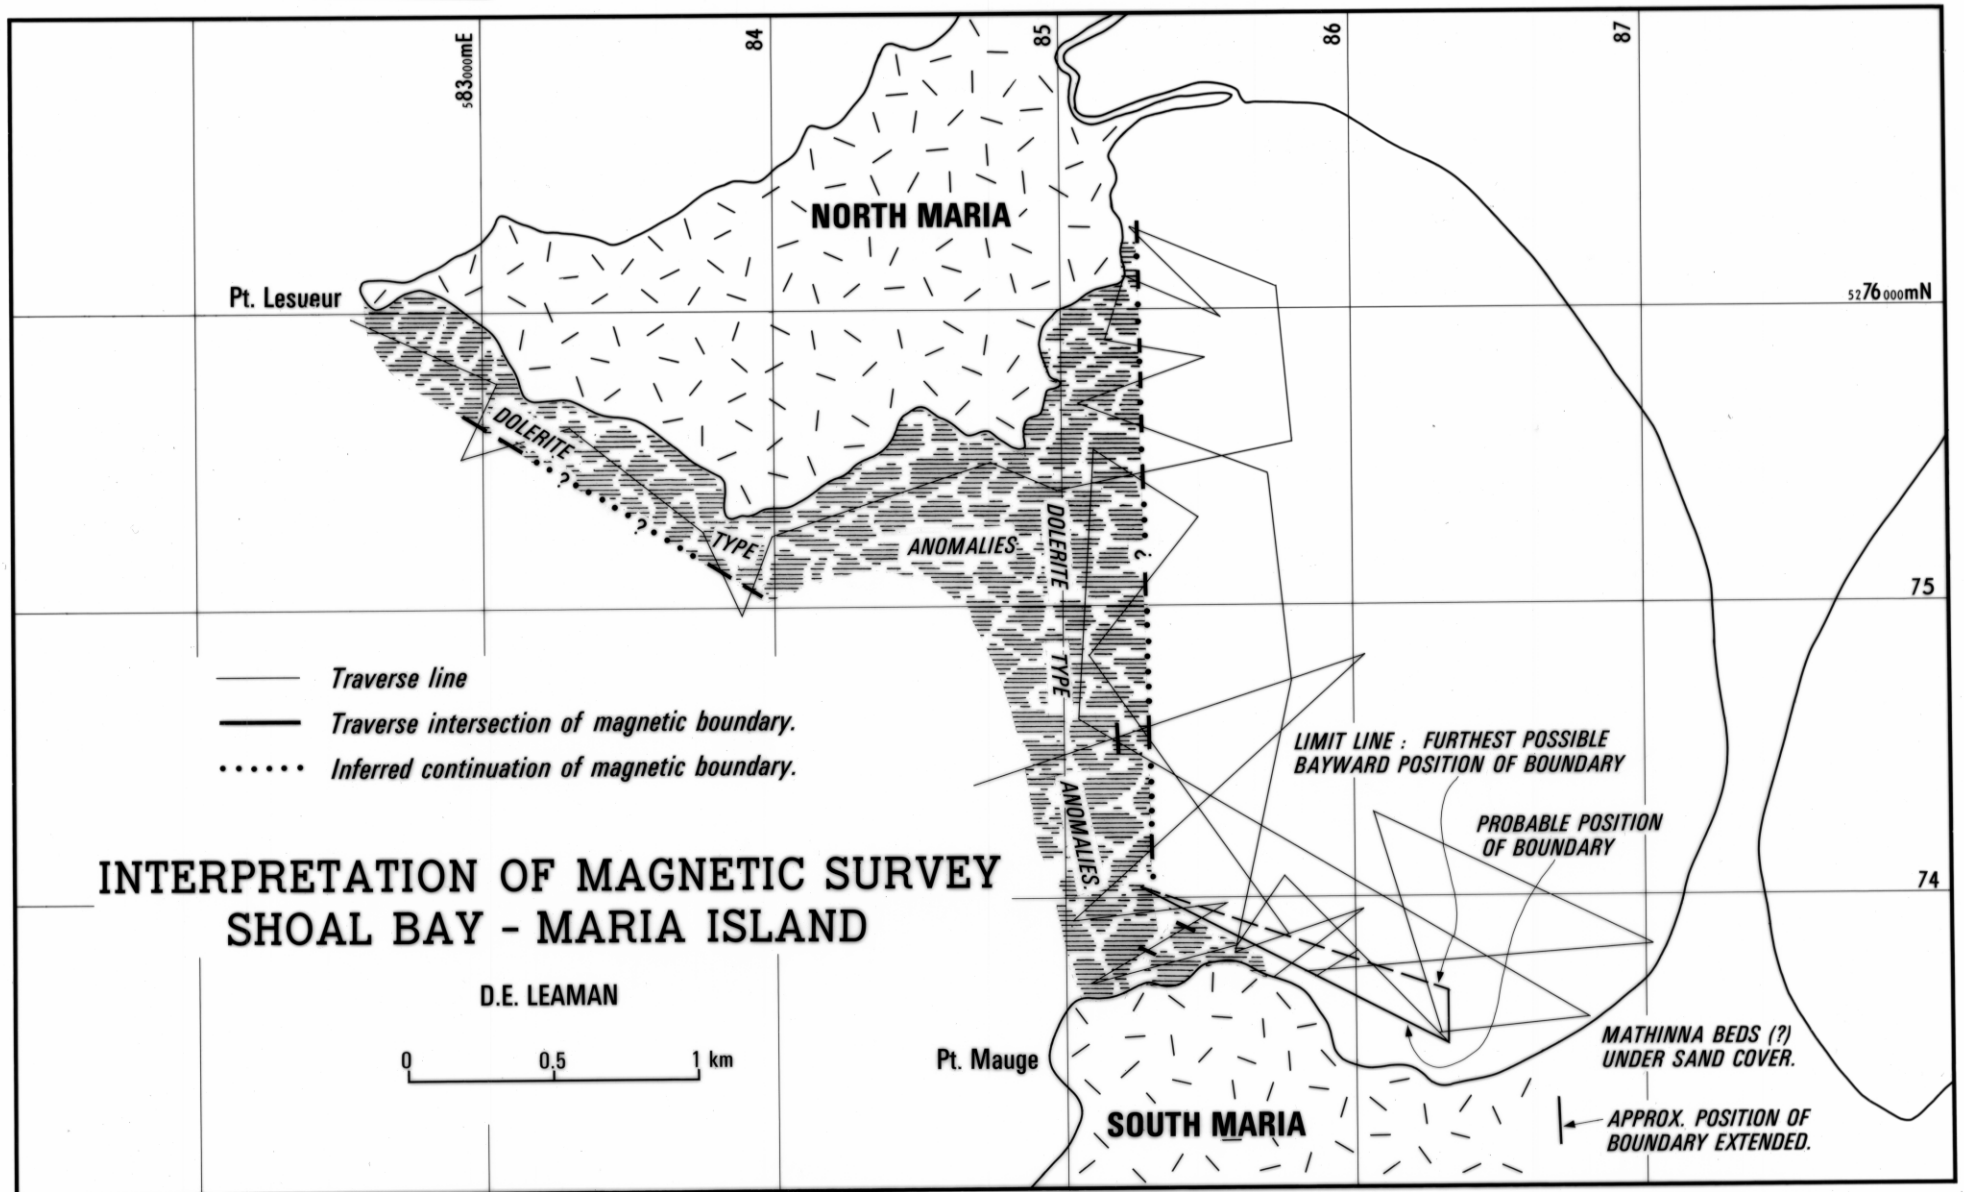 583000mE
84
85
86
87
NORTH MARIA
Pt. Lesueur
5276000mN
DOLERITE
?
?
TYPE
ANOMALIES
DOLERITE
?
75
TYPE
ANOMALIES.
Traverse line
Traverse intersection of magnetic boundary.
Inferred continuation of magnetic boundary.
LIMIT LINE : FURTHEST POSSIBLE
BAYWARD POSITION OF BOUNDARY
PROBABLE POSITION
OF BOUNDARY
74
INTERPRETATION OF MAGNETIC SURVEY
SHOAL BAY - MARIA ISLAND
D.E. LEAMAN
0 0.5 1 km
Pt. Mauge
MATHINNA BEDS (?)
UNDER SAND COVER.
SOUTH MARIA
APPROX. POSITION OF
BOUNDARY EXTENDED.